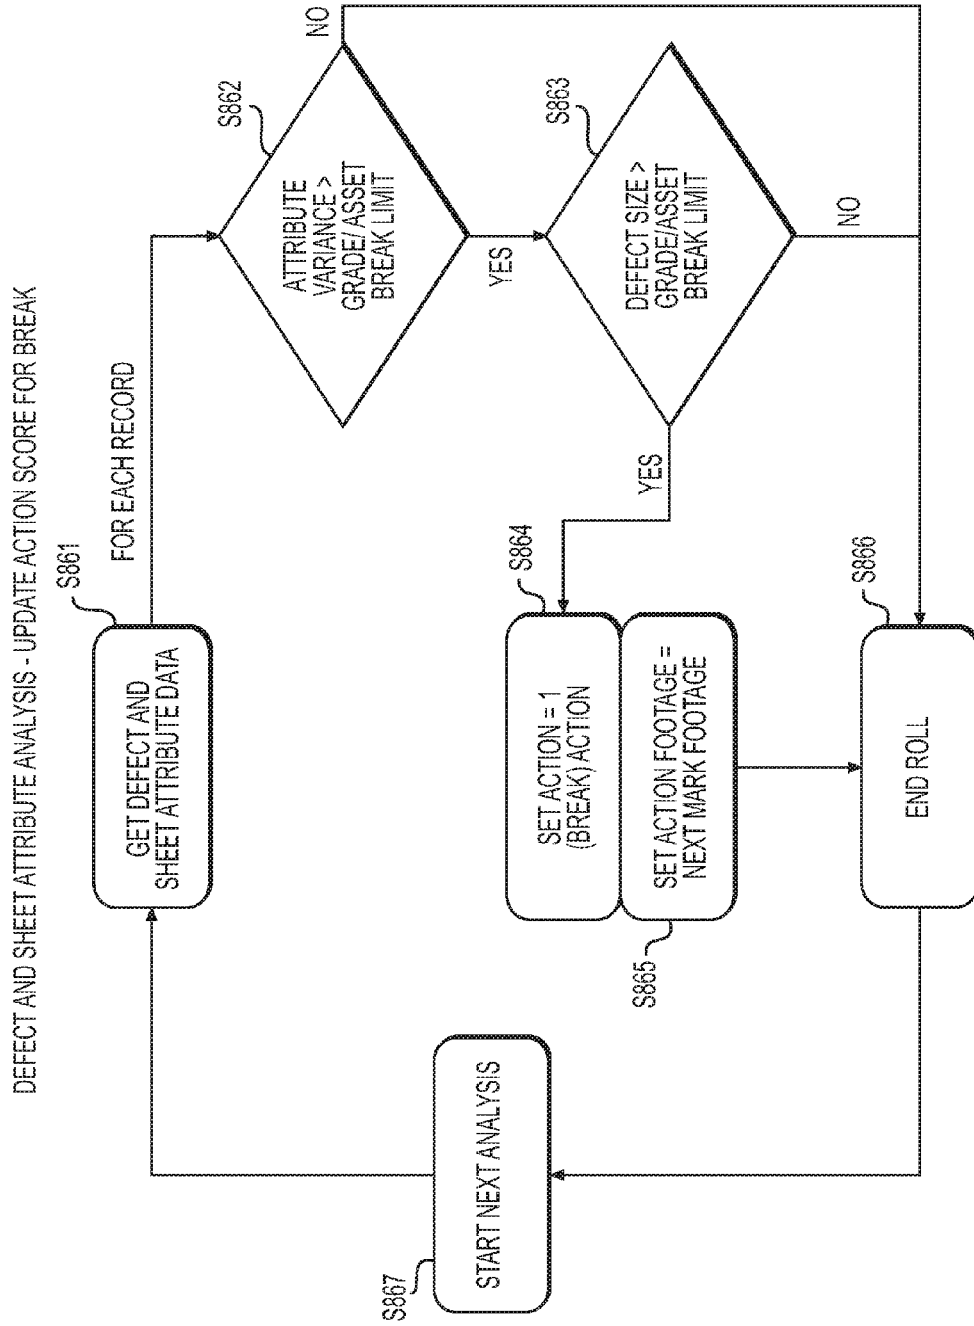 DEFECT AND SHEET ATTRIBUTE ANALYSIS - UPDATE ACTION SCORE FOR BREAK
S861
GET DEFECT AND
SHEET ATTRIBUTE DATA
FOR EACH RECORD
S862
ATTRIBUTE
VARIANCE >
GRADE/ASSET
BREAK LIMIT
NO
YES
S863
DEFECT SIZE >
GRADE/ASSET
BREAK LIMIT
NO
YES
S864
SET ACTION = 1
(BREAK) ACTION
S865
SET ACTION FOOTAGE =
NEXT MARK FOOTAGE
S866
END ROLL
S867
START NEXT ANALYSIS